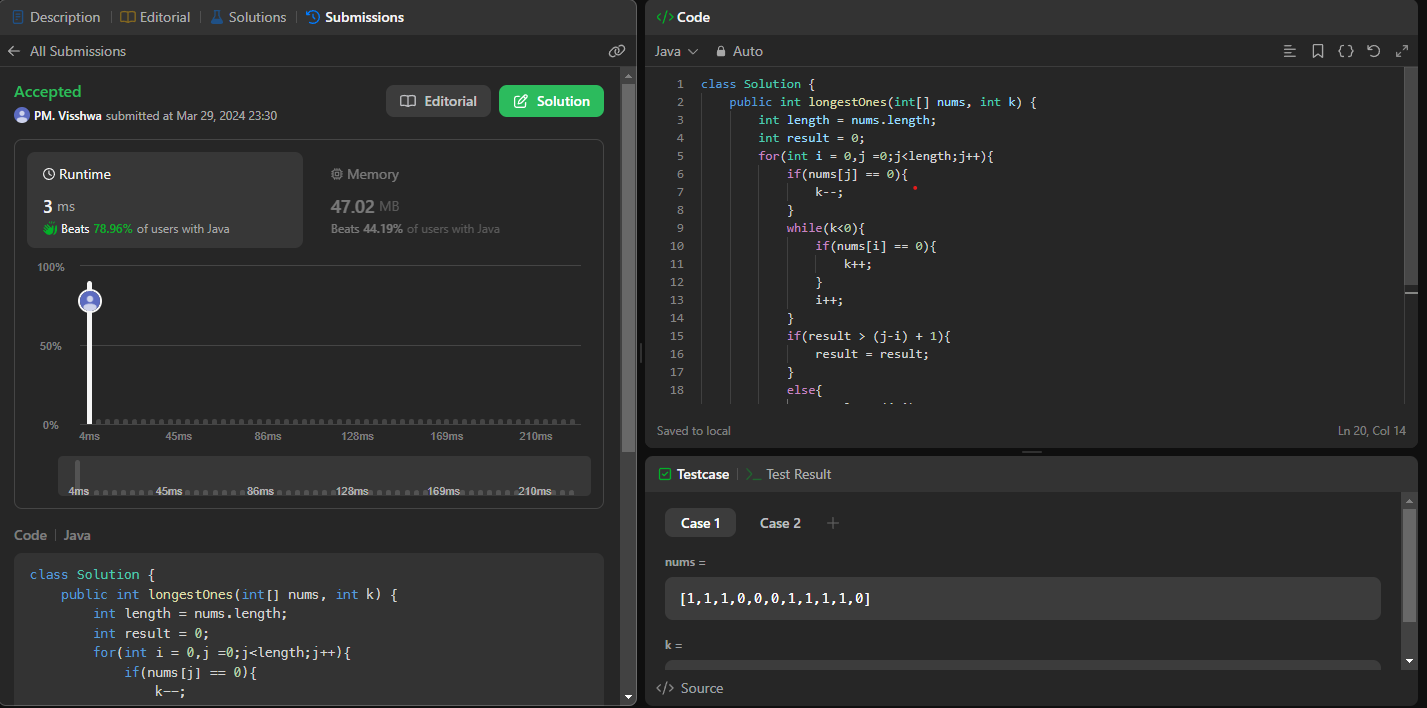 Description
Editorial
Solutions
Submissions
All Submissions
Accepted
PM. Visshwa submitted at Mar 29, 2024 23:30
Editorial
Solution
Runtime
3 ms
Beats 78.96% of users with Java
Memory
47.02 MB
Beats 44.19% of users with Java
100%
50%
0%
4ms 45ms 86ms 128ms 169ms 210ms
4ms 45ms 86ms 128ms 169ms 210ms
Code | Java
class Solution {
public int longestOnes(int[] nums, int k) {
int length = nums.length;
int result = 0;
for(int i = 0,j =0;j<length;j++){
if(nums[j] == 0){
k--;
</> Code
Java
Auto
1 class Solution {
2 public int longestOnes(int[] nums, int k) {
3 int length = nums.length;
4 int result = 0;
5 for(int i = 0,j =0;j<length;j++){
6 if(nums[j] == 0){
7 k--;
8 }
9 while(k<0){
10 if(nums[i] == 0){
11 k++;
12 }
13 i++;
14 }
15 if(result > (j-i) + 1){
16 result = result;
17 }
18 else{
Saved to local
Ln 20, Col 14
Testcase
>_ Test Result
Case 1
Case 2
+
nums =
[1,1,1,0,0,0,1,1,1,1,0]
k =
</> Source